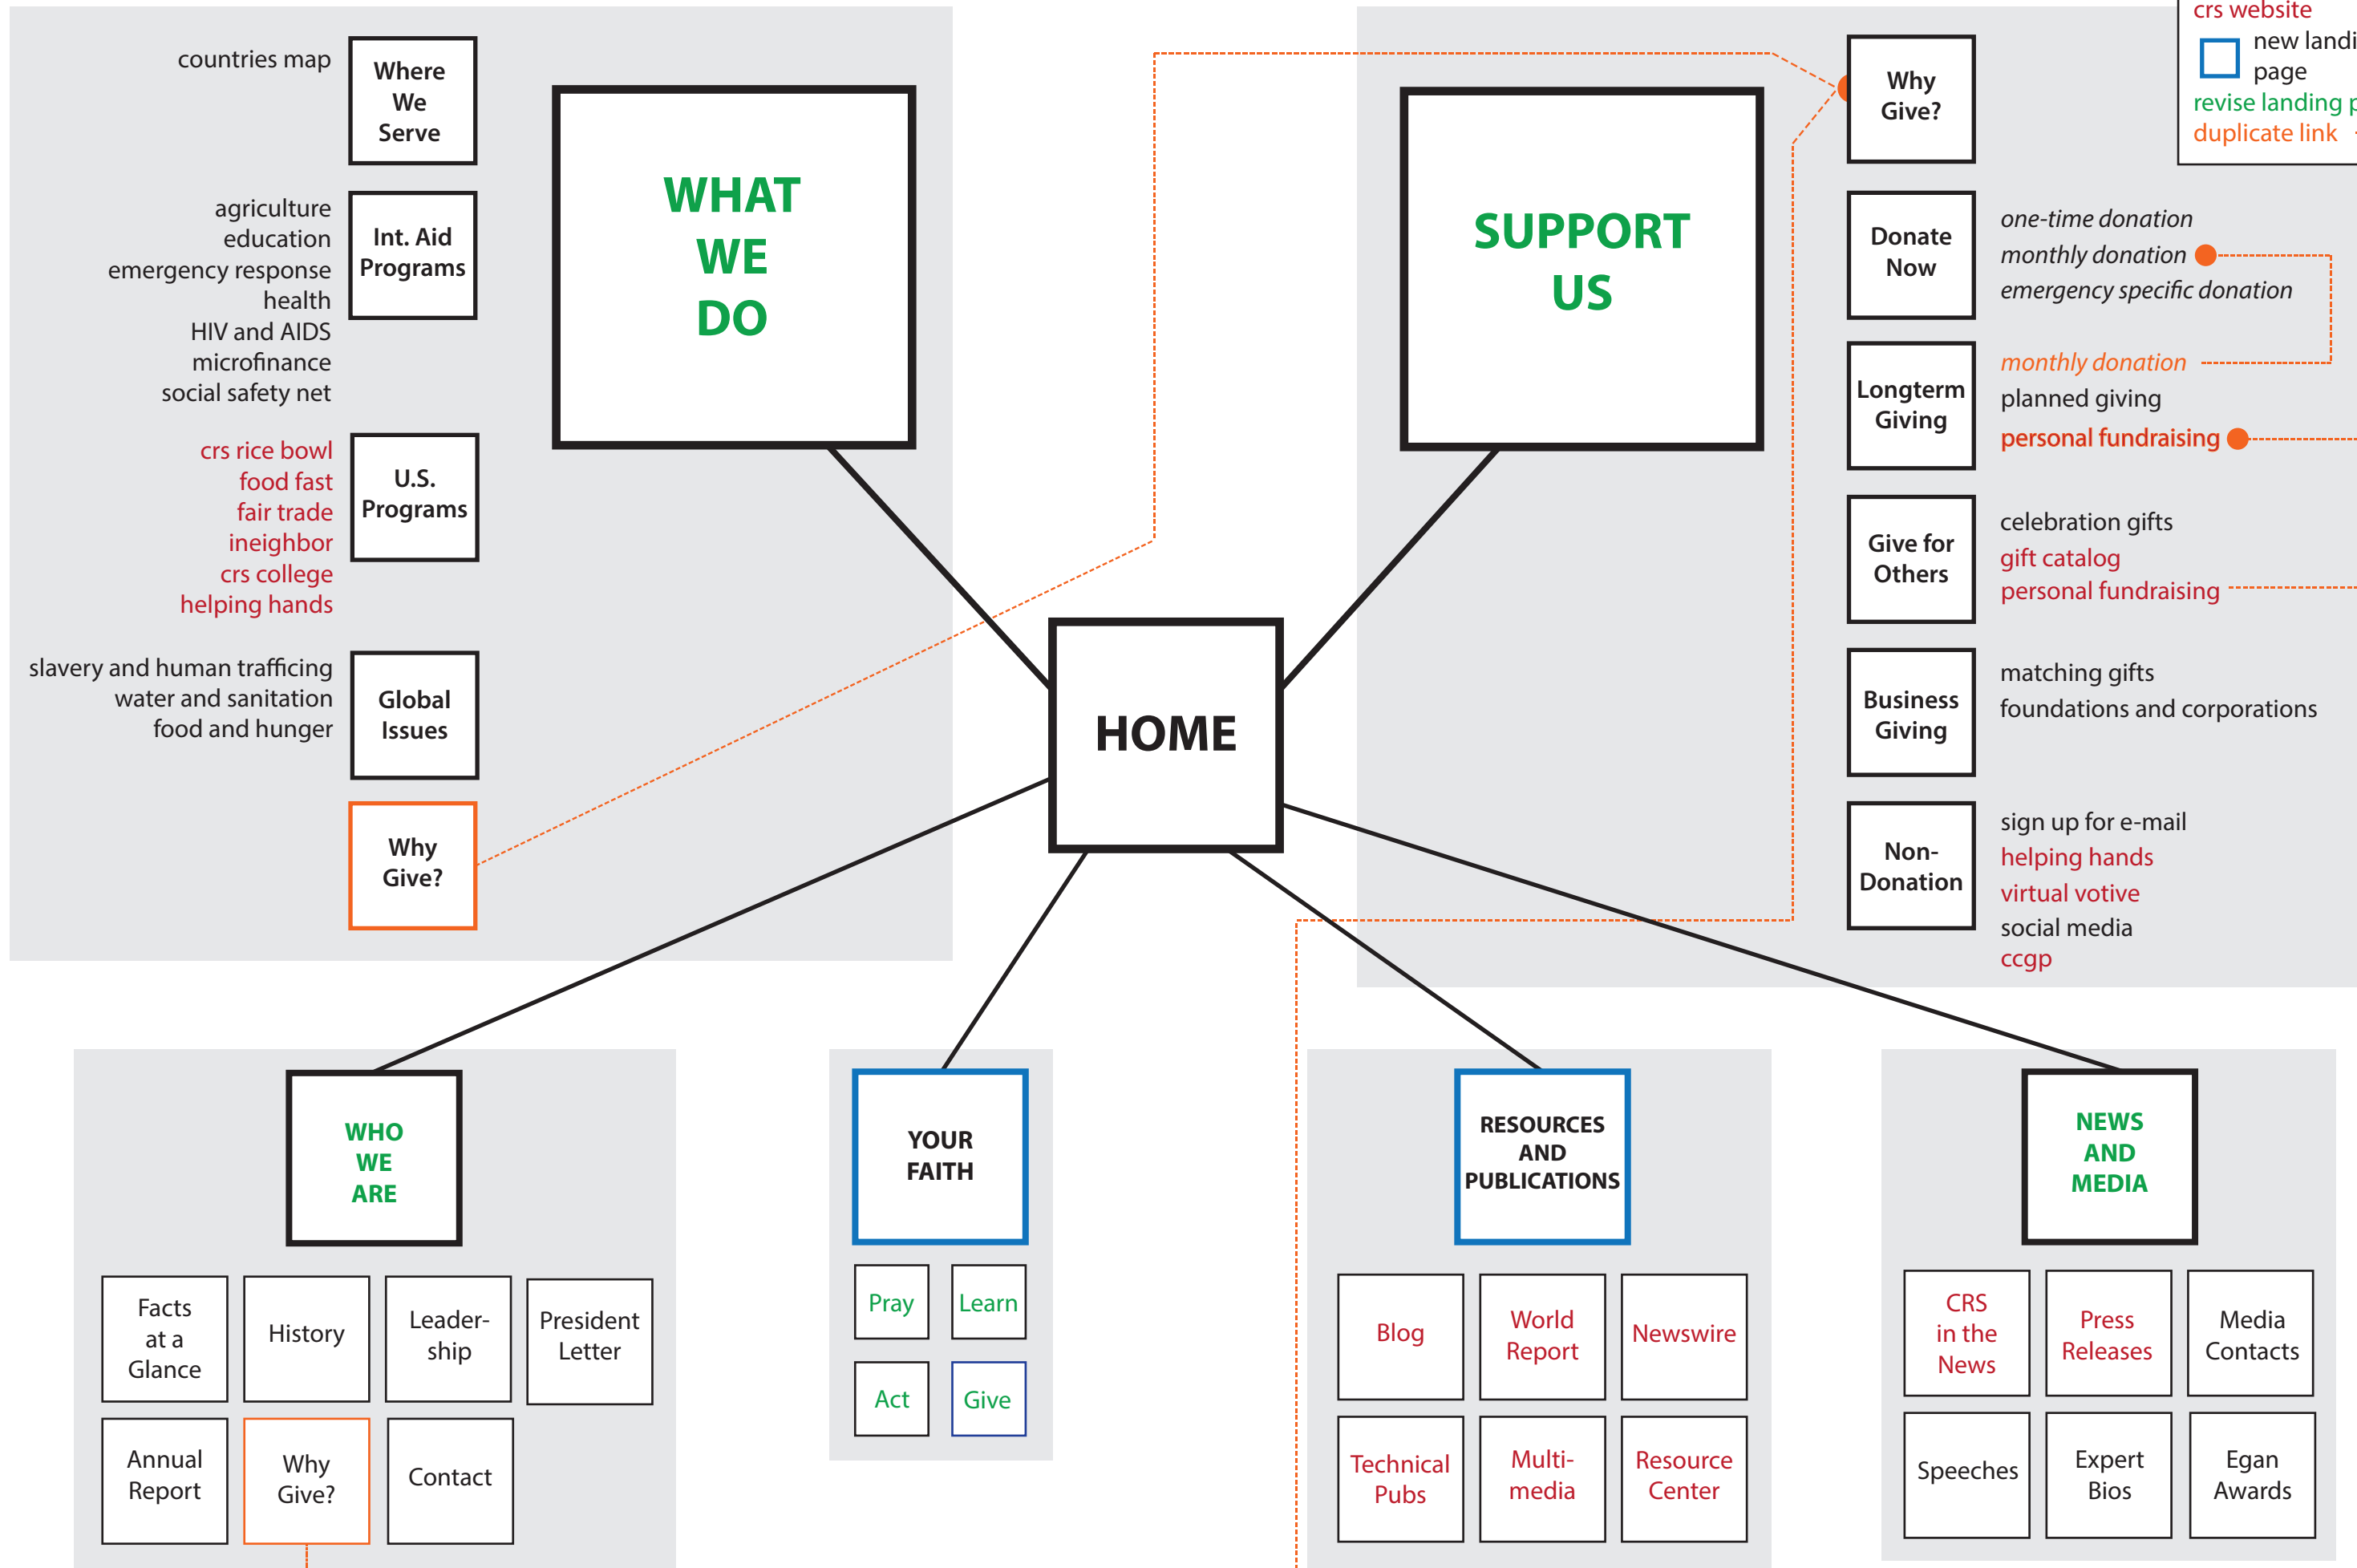 countries map
Where
We
Serve
agriculture
education
emergency response
health
HIV and AIDS
microfinance
social safety net
Int. Aid
Programs
crs rice bowl
food fast
fair trade
ineighbor
crs college
helping hands
U.S.
Programs
slavery and human trafficing
water and sanitation
food and hunger
Global
Issues
Why
Give?
WHAT
WE
DO
SUPPORT
US
HOME
Why
Give?
Donate
Now
one-time donation
monthly donation
emergency specific donation
Longterm
Giving
monthly donation
planned giving
personal fundraising
Give for
Others
celebration gifts
gift catalog
personal fundraising
Business
Giving
matching gifts
foundations and corporations
Non-
Donation
sign up for e-mail
helping hands
virtual votive
social media
ccgp
crs website
new landi
page
revise landing p
duplicate link
WHO
WE
ARE
Facts
at a
Glance
History
Leader-
ship
President
Letter
Annual
Report
Why
Give?
Contact
YOUR
FAITH
Pray
Learn
Act
Give
RESOURCES
AND
PUBLICATIONS
Blog
World
Report
Newswire
Technical
Pubs
Multi-
media
Resource
Center
NEWS
AND
MEDIA
CRS
in the
News
Press
Releases
Media
Contacts
Speeches
Expert
Bios
Egan
Awards